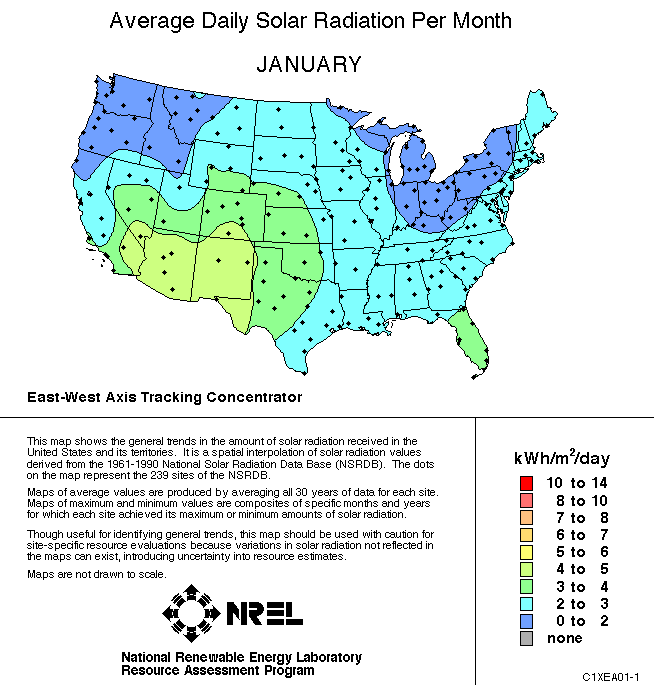 Average Daily Solar Radiation Per Month
JANUARY
East-West Axis Tracking Concentrator
This map shows the general trends in the amount of solar radiation received in the
United States and its territories. It is a spatial interpolation of solar radiation values
derived from the 1961-1990 National Solar Radiation Data Base (NSRDB). The dots
on the map represent the 239 sites of the NSRDB.
Maps of average values are produced by averaging all 30 years of data for each site.
Maps of maximum and minimum values are composites of specific months and years
for which each site achieved its maximum or minimum amounts of solar radiation.
Though useful for identifying general trends, this map should be used with caution for
site-specific resource evaluations because variations in solar radiation not reflected in
the maps can exist, introducing uncertainty into resource estimates.
Maps are not drawn to scale.
NREL
National Renewable Energy Laboratory
Resource Assessment Program
kWh/m²/day
10 to 14
8 to 10
7 to 8
6 to 7
5 to 6
4 to 5
3 to 4
2 to 3
0 to 2
none
C1XEA01-1